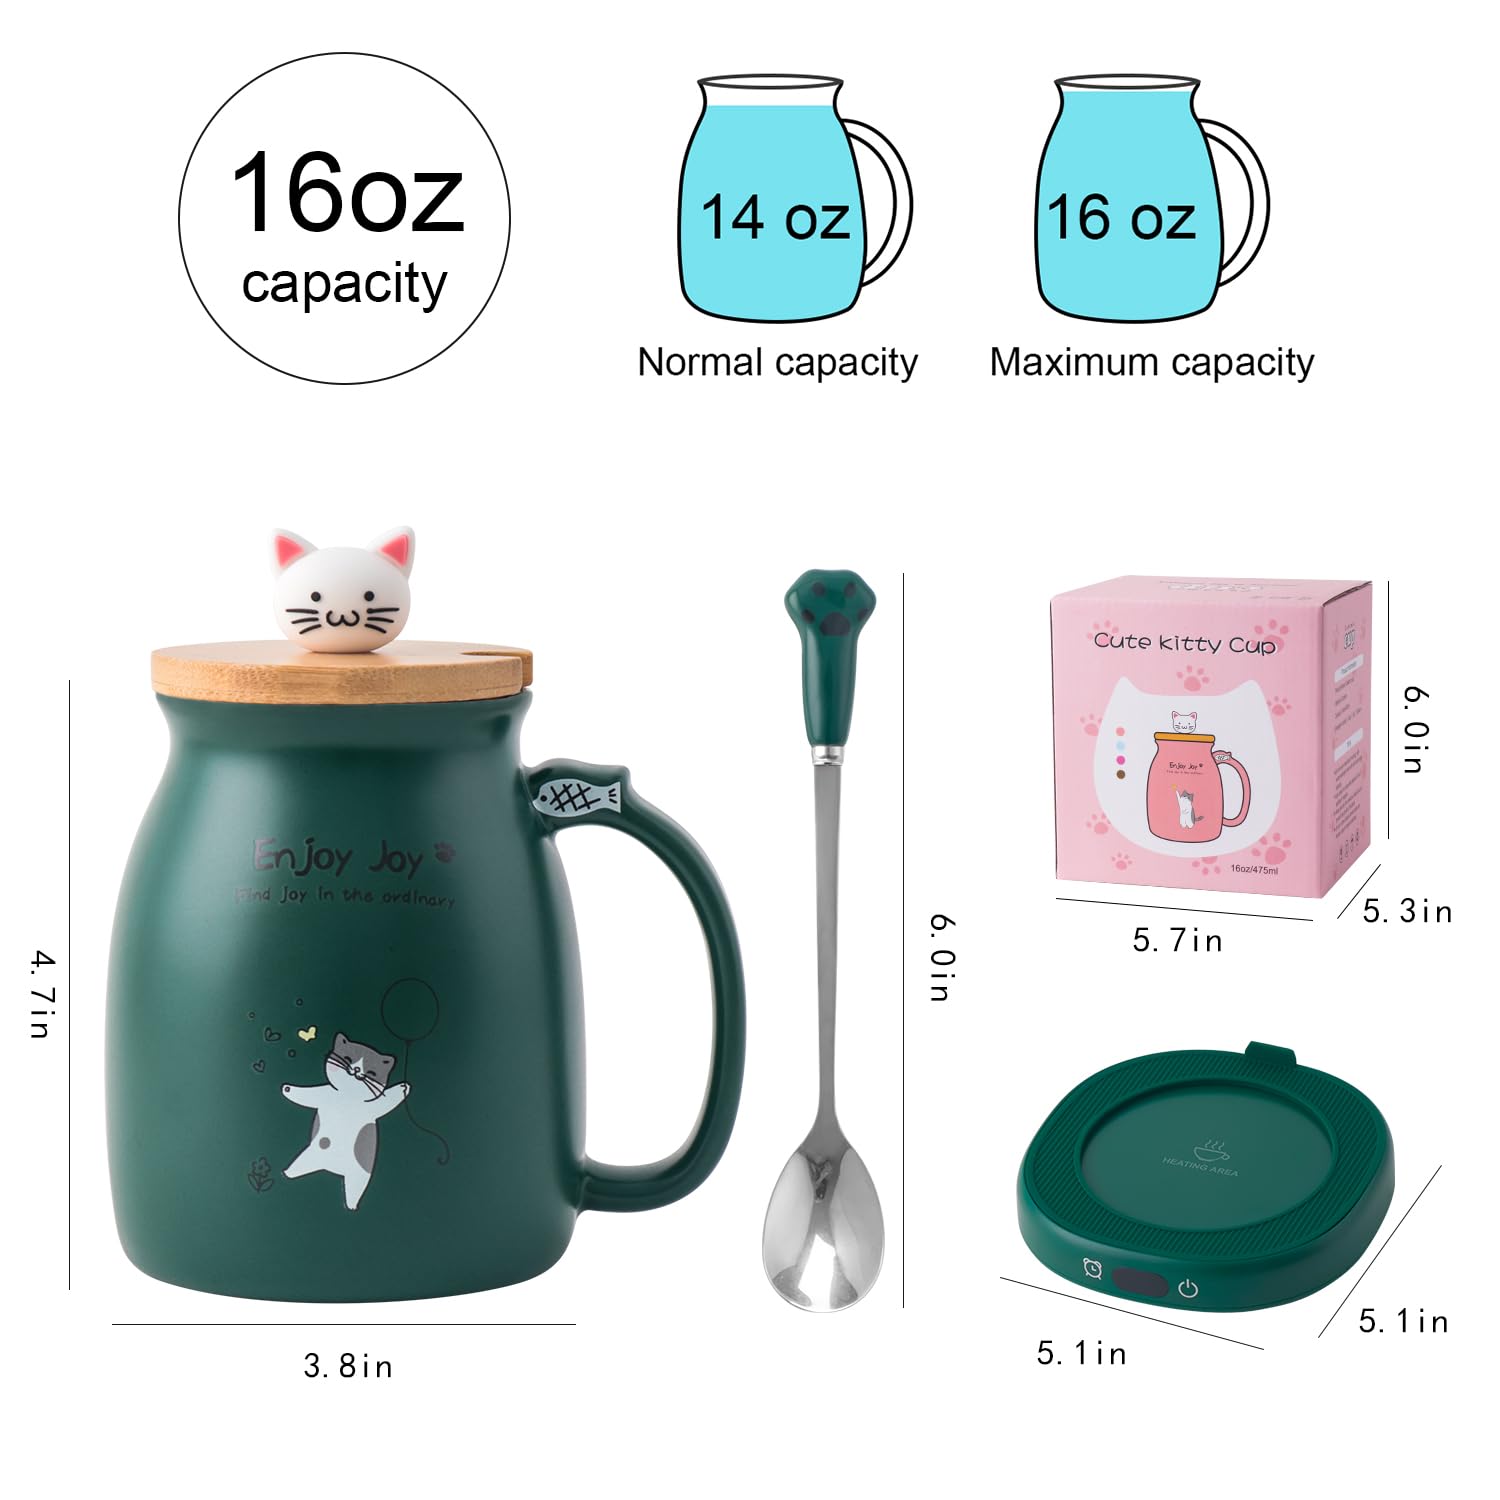 16oz
capacity
14 oz
Normal capacity
16 oz
Maximum capacity
4.7in
Enjoy Joy
Find joy in the ordinary
3.8in
6.0in
Cute Kitty Cup
Enjoy Joy
16oz/475ml
6.0in
5.7in
5.3in
HEATING AREA
5.1in
5.1in